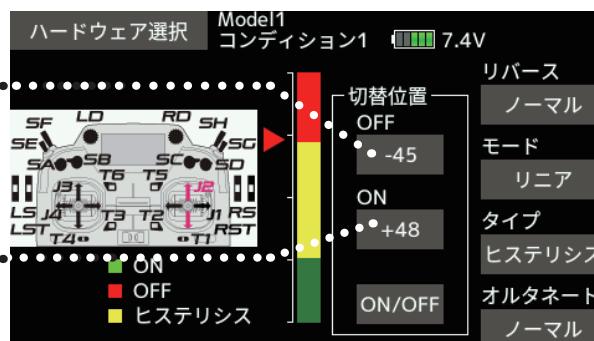 ハードウェア選択
Model1
コンディション1
7.4V
SF
LD
RD
SH
SE
SG
SA
SB
SC
SD
T6
T5
J3
J2
LS
J4
T3
T2
J1
RS
LST
T4
T1
RST
ON
OFF
ヒステリシス
切替位置
OFF
-45
ON
+48
ON/OFF
リバース
ノーマル
モード
リニア
タイプ
ヒステリシス
オルタネート
ノーマル